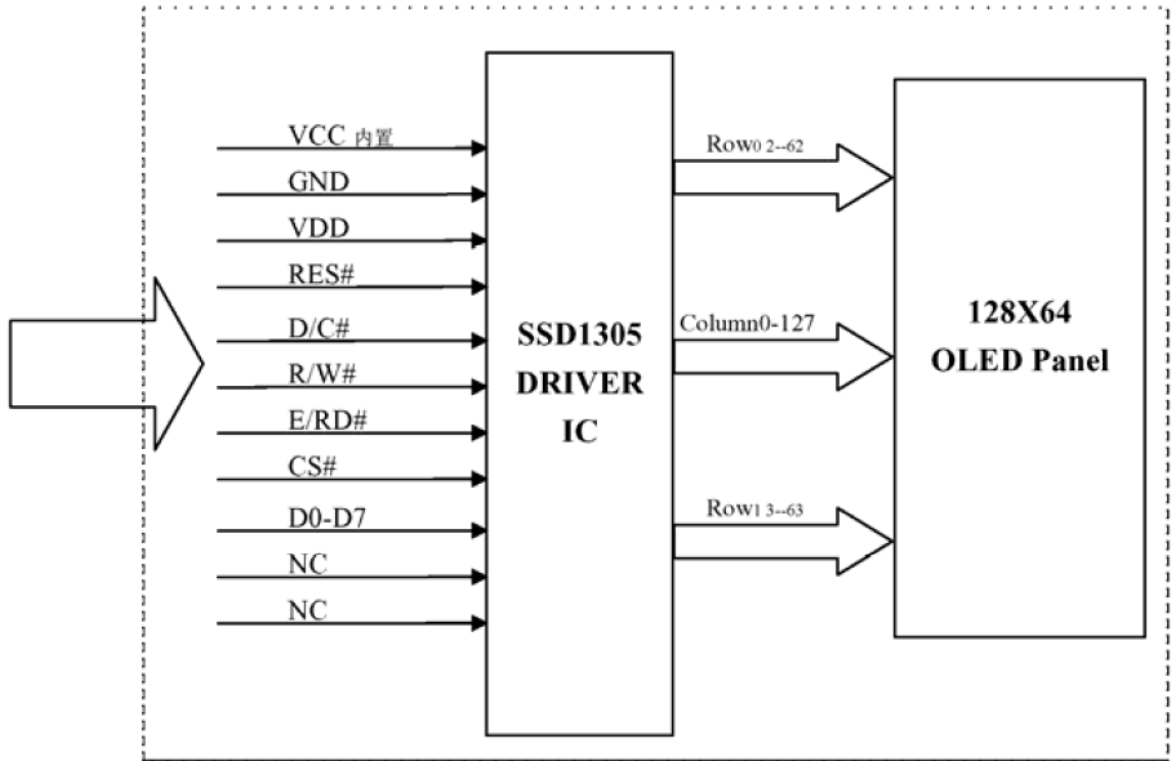 VCC 内置
GND
VDD
RES#
D/C#
R/W#
E/RD#
CS#
D0-D7
NC
NC
SSD1305
DRIVER
IC
Row0 2--62
Column0-127
Row1 3--63
128X64
OLED Panel